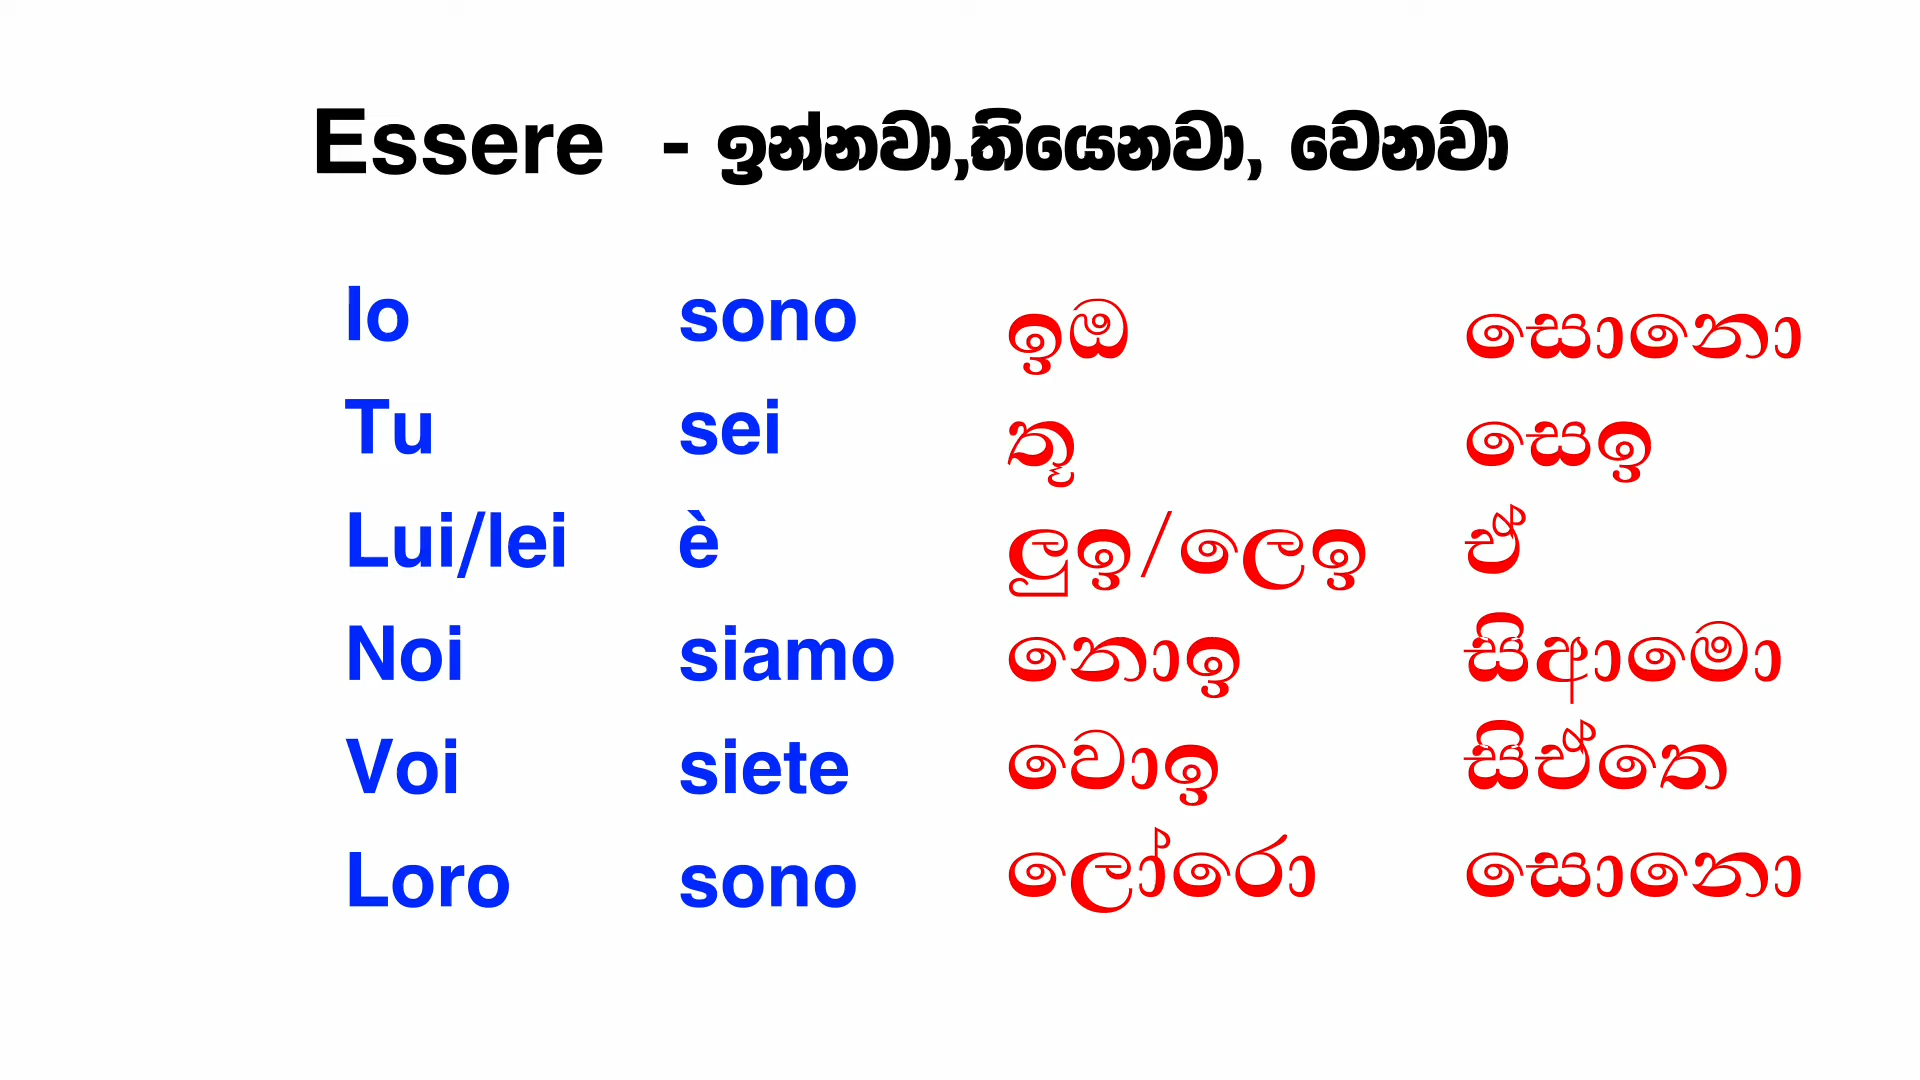 Essere - ඉන්නවා,තියෙනවා, වෙනවා
Io sono ඉඔ සොනො
Tu sei තූ සෙඉ
Lui/lei è ලුඉ/ලෙඉ ඒ
Noi siamo නොඉ සිආමො
Voi siete වොඉ සිඒතෙ
Loro sono ලෝරො සොනො